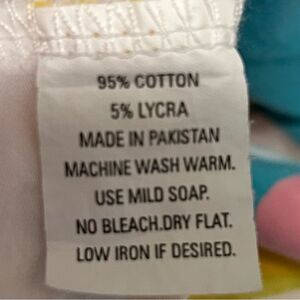 95% COTTON
5% LYCRA
MADE IN PAKISTAN
MACHINE WASH WARM.
USE MILD SOAP.
NO BLEACH.DRY FLAT.
LOW IRON IF DESIRED.